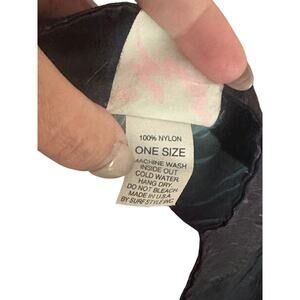 100% NYLON
ONE SIZE
MACHINE WASH
INSIDE OUT
COLD WATER
HANG DRY
DO NOT BLEACH
MADE IN U.S.A.
BY SURF STYLE INC